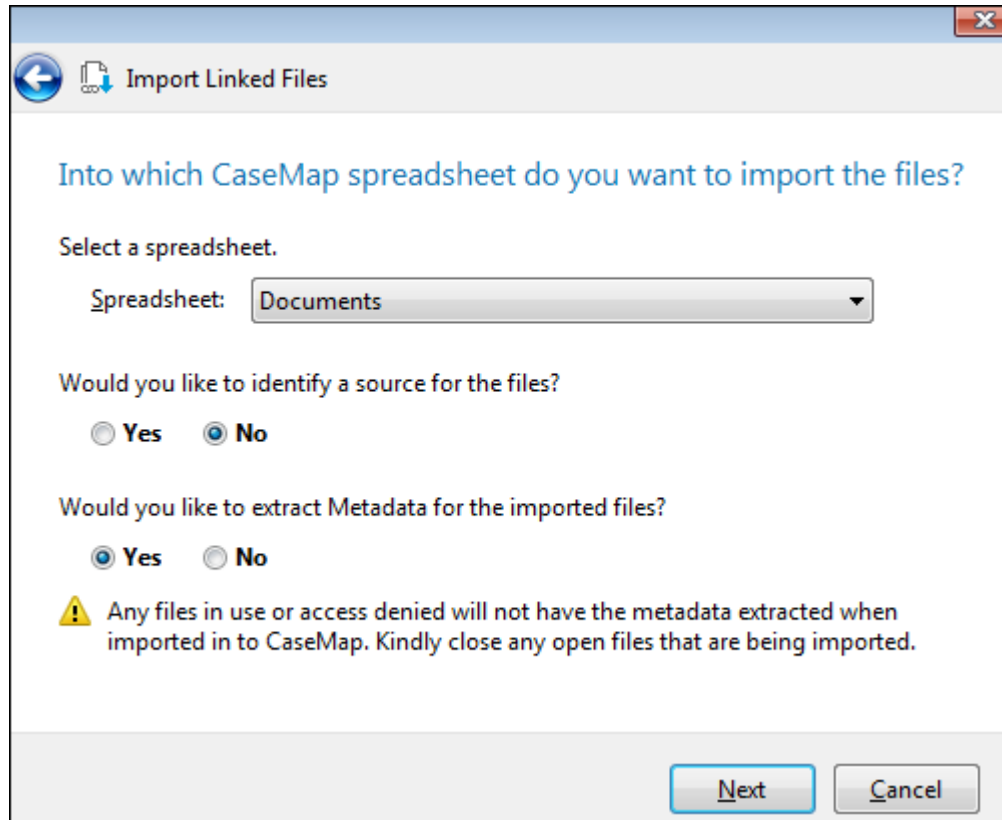 Import Linked Files
Into which CaseMap spreadsheet do you want to import the files?
Select a spreadsheet.
Spreadsheet: Documents
Would you like to identify a source for the files?
Yes No
Would you like to extract Metadata for the imported files?
Yes No
Any files in use or access denied will not have the metadata extracted when
imported in to CaseMap. Kindly close any open files that are being imported.
Next Cancel